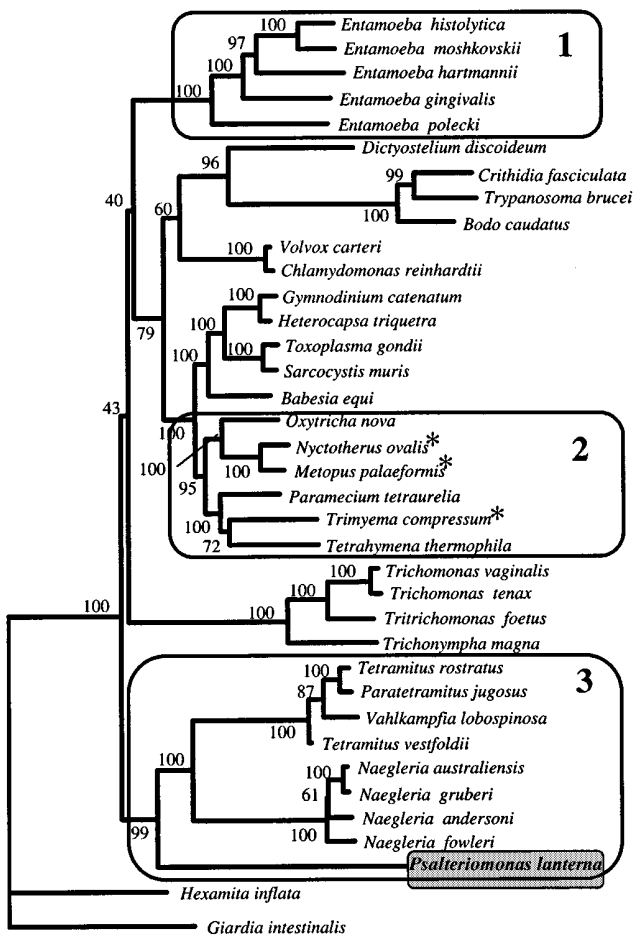 100 Entamoeba histolytica
97 Entamoeba moshkovskii
1
100 Entamoeba hartmannii
100 Entamoeba gingivalis
Entamoeba polecki
Dictyostelium discoideum
96
99 Crithidia fasciculata
Trypanosoma brucei
40
60
100 Bodo caudatus
100 Volvox carteri
Chlamydomonas reinhardtii
100 Gymnodinium catenatum
Heterocapsa triquetra
100
79
100 Toxoplasma gondii
100
Sarcocystis muris
Babesia equi
43
Oxytricha nova
100
Nyctotherus ovalis*
2
100
100 Metopus palaeformis*
95
Paramecium tetraurelia
100 Trimyema compressum*
72 Tetrahymena thermophila
100 Trichomonas vaginalis
100
Trichomonas tenax
100
100 Tritrichomonas foetus
Trichonympha magna
100 Tetramitus rostratus
3
87 Paratetramitus jugosus
Vahlkampfia lobospinosa
100
Tetramitus vestfoldii
100
100 Naegleria australiensis
61 Naegleria gruberi
Naegleria andersoni
99
100
Naegleria fowleri
Psalteriomonas lanterna
Hexamita inflata
Giardia intestinalis